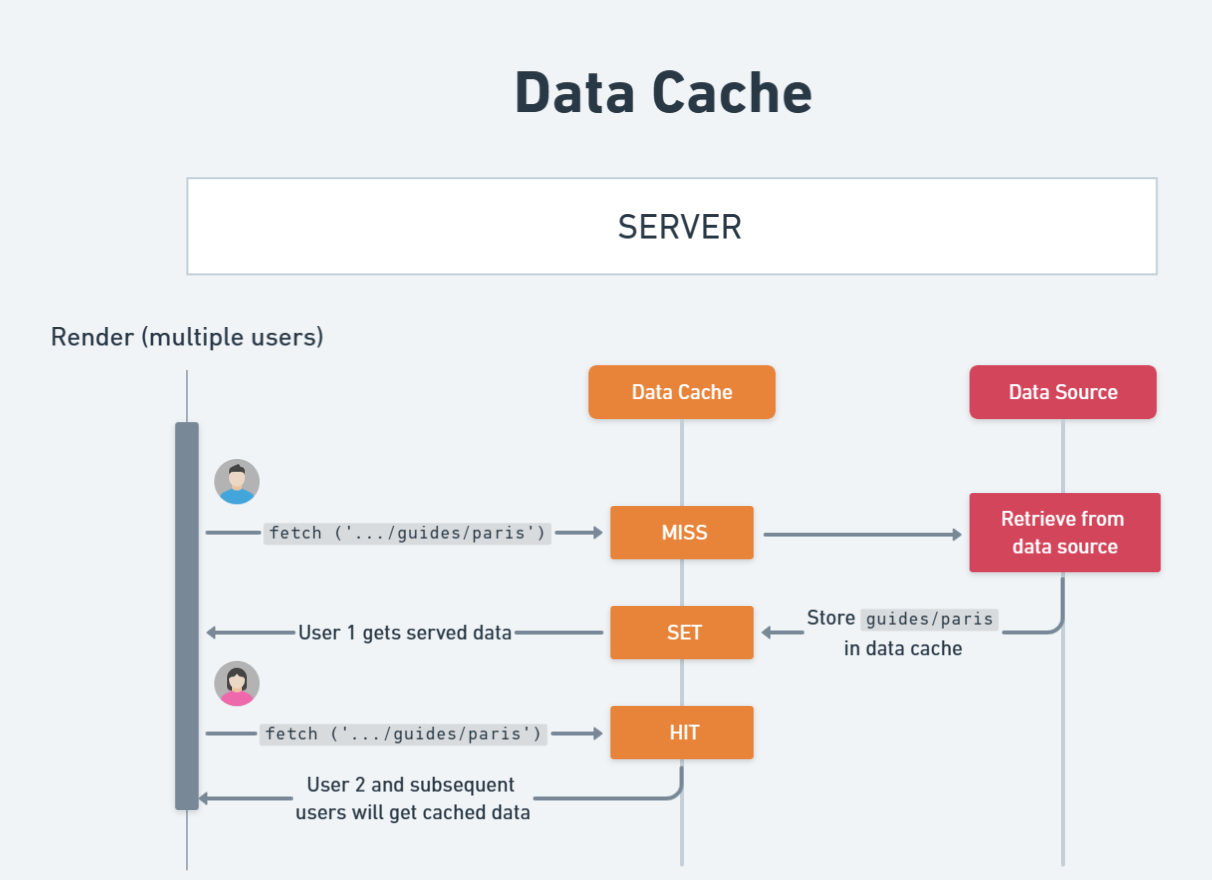 Data Cache
SERVER
Render (multiple users)
Data Cache
Data Source
fetch ('.../guides/paris')
MISS
Retrieve from
data source
User 1 gets served data
SET
Store guides/paris
in data cache
fetch ('.../guides/paris')
HIT
User 2 and subsequent
users will get cached data